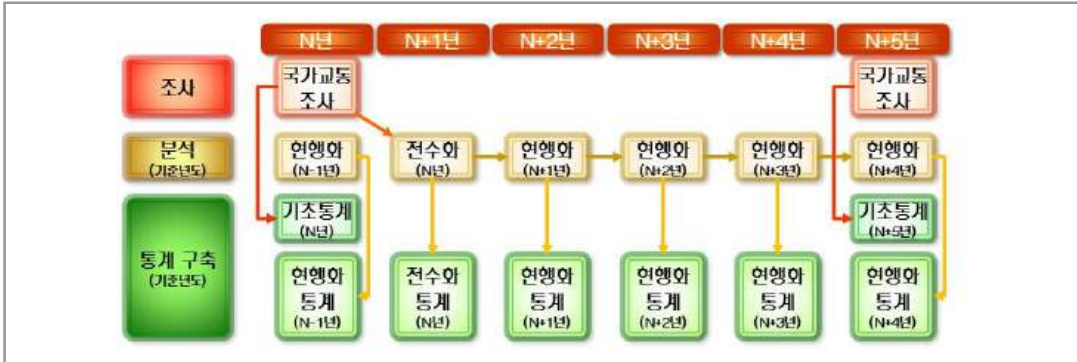 N년 N+1년 N+2년 N+3년 N+4년 N+5년
조사
국가교통
조사
국가교통
조사
분석
(기준년도)
현행화
(N-1년)
전수화
(N년)
현행화
(N+1년)
현행화
(N+2년)
현행화
(N+3년)
현행화
(N+4년)
통계 구축
(기준년도)
기초통계
(N년)
기초통계
(N+5년)
현행화
통계
(N-1년)
전수화
통계
(N년)
현행화
통계
(N+1년)
현행화
통계
(N+2년)
현행화
통계
(N+3년)
현행화
통계
(N+4년)